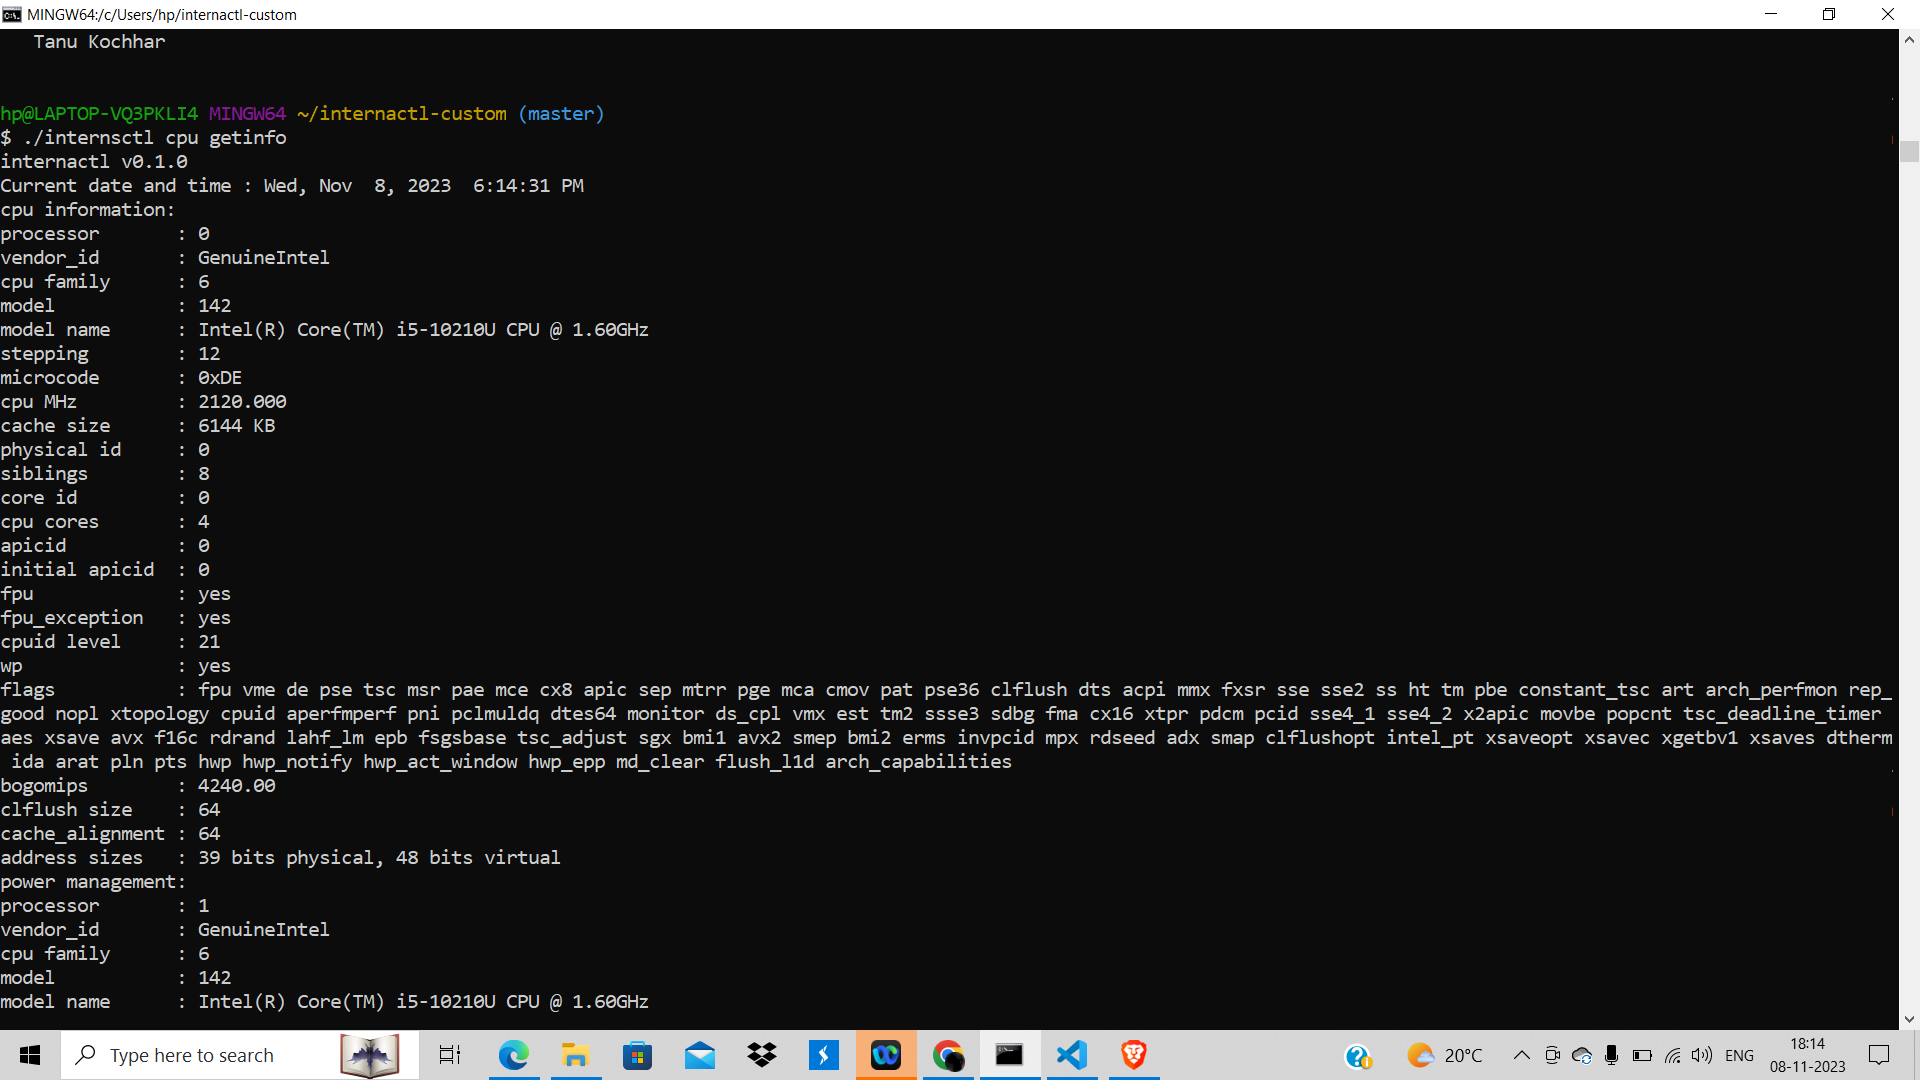 MINGW64:/c/Users/hp/internactl-custom
Tanu Kochhar
hp@LAPTOP-VQ3PKLI4 MINGW64 ~/internactl-custom (master)
$ ./internsctl cpu getinfo
internactl v0.1.0
Current date and time : Wed, Nov  8, 2023  6:14:31 PM
cpu information:
processor       : 0
vendor_id       : GenuineIntel
cpu family      : 6
model           : 142
model name      : Intel(R) Core(TM) i5-10210U CPU @ 1.60GHz
stepping        : 12
microcode       : 0xDE
cpu MHz         : 2120.000
cache size      : 6144 KB
physical id     : 0
siblings        : 8
core id         : 0
cpu cores       : 4
apicid          : 0
initial apicid  : 0
fpu             : yes
fpu_exception   : yes
cpuid level     : 21
wp              : yes
flags           : fpu vme de pse tsc msr pae mce cx8 apic sep mtrr pge mca cmov pat pse36 clflush dts acpi mmx fxsr sse sse2 ss ht tm pbe constant_tsc art arch_perfmon rep_
good nopl xtopology cpuid aperfmperf pni pclmuldq dtes64 monitor ds_cpl vmx est tm2 ssse3 sdbg fma cx16 xtpr pdcm pcid sse4_1 sse4_2 x2apic movbe popcnt tsc_deadline_timer
aes xsave avx f16c rdrand lahf_lm epb fsgsbase tsc_adjust sgx bmi1 avx2 smep bmi2 erms invpcid mpx rdseed adx smap clflushopt intel_pt xsaveopt xsavec xgetbv1 xsaves dtherm
ida arat pln pts hwp hwp_notify hwp_act_window hwp_epp md_clear flush_l1d arch_capabilities
bogomips        : 4240.00
clflush size    : 64
cache_alignment : 64
address sizes   : 39 bits physical, 48 bits virtual
power management:
processor       : 1
vendor_id       : GenuineIntel
cpu family      : 6
model           : 142
model name      : Intel(R) Core(TM) i5-10210U CPU @ 1.60GHz
Type here to search
20°C
ENG
18:14
08-11-2023